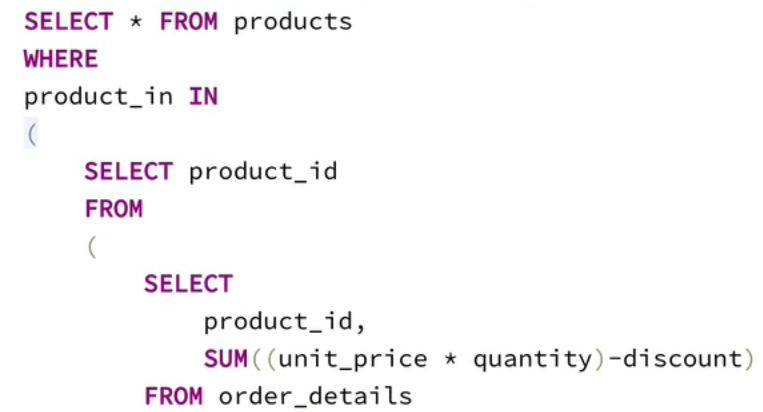 SELECT * FROM products
WHERE
product_in IN
(
SELECT product_id
FROM
(
SELECT
product_id,
SUM((unit_price * quantity)-discount)
FROM order_details